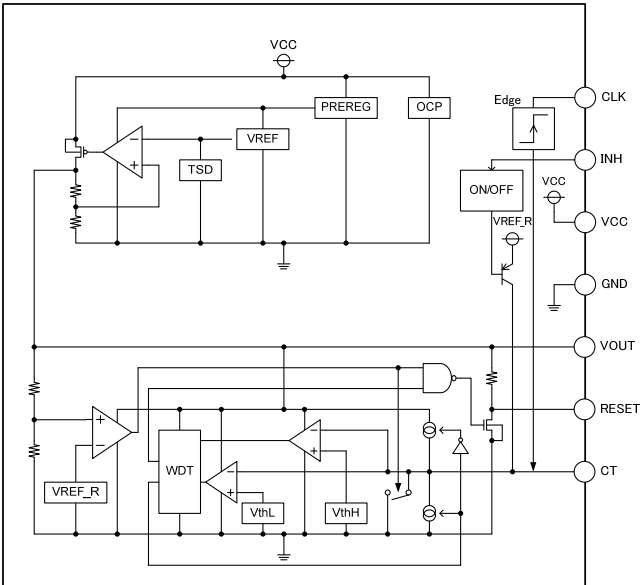 VCC
PREREG
OCP
VREF
TSD
Edge
CLK
INH
ON/OFF
VCC
VCC
VREF_R
GND
VOUT
RESET
CT
WDT
VREF_R
VthL
VthH
+
−
+
−
−
+
−
+